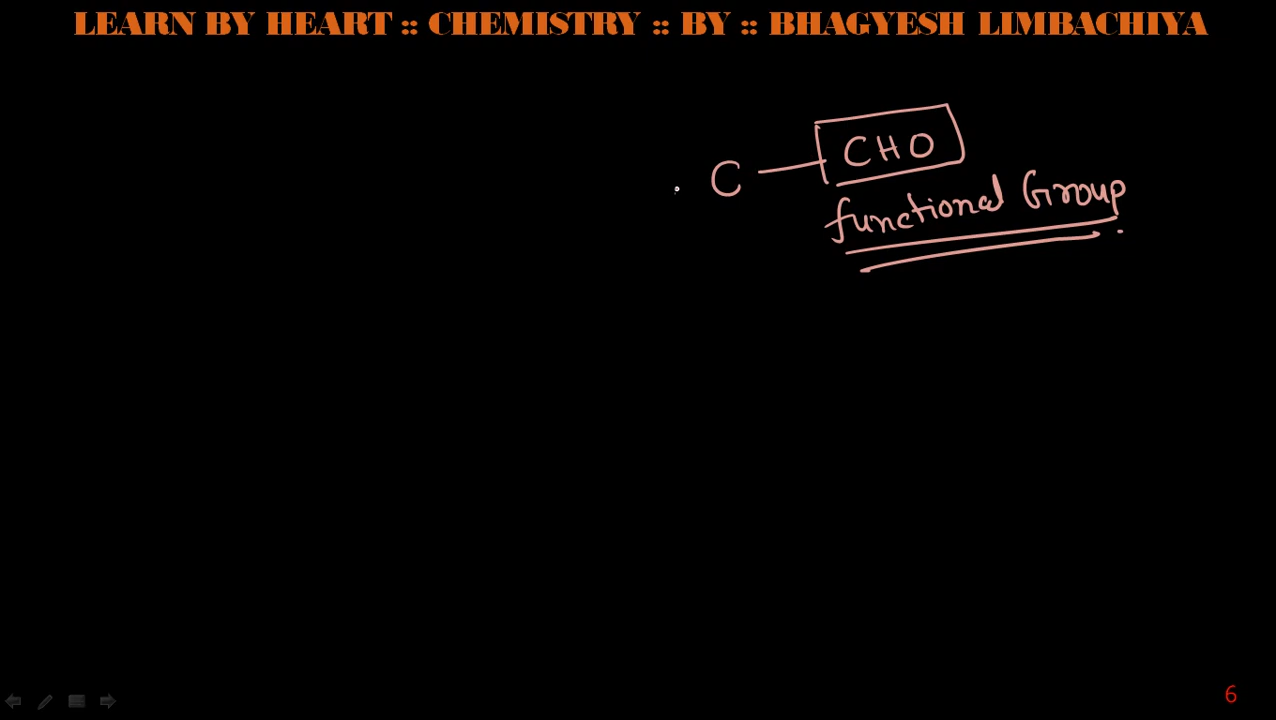 LEARN BY HEART :: CHEMISTRY :: BY :: BHAGYESH LIMBACHIYA
C — CHO
functional Group
6